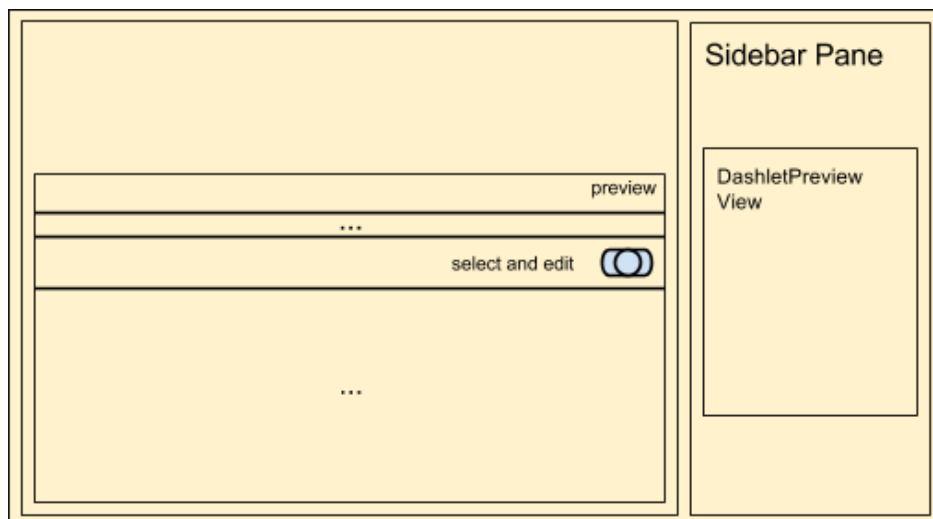 preview
...
select and edit
...
Sidebar Pane
DashletPreview
View